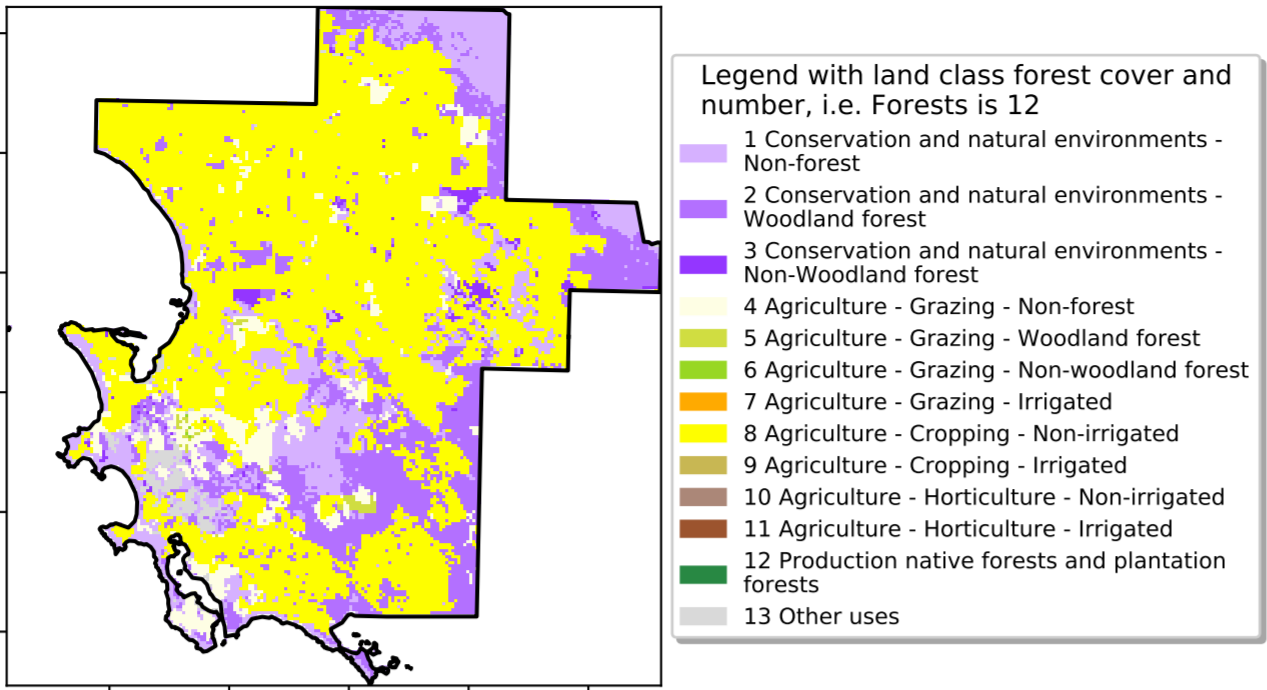 Legend with land class forest cover and
number, i.e. Forests is 12
1 Conservation and natural environments -
Non-forest
2 Conservation and natural environments -
Woodland forest
3 Conservation and natural environments -
Non-Woodland forest
4 Agriculture - Grazing - Non-forest
5 Agriculture - Grazing - Woodland forest
6 Agriculture - Grazing - Non-woodland forest
7 Agriculture - Grazing - Irrigated
8 Agriculture - Cropping - Non-irrigated
9 Agriculture - Cropping - Irrigated
10 Agriculture - Horticulture - Non-irrigated
11 Agriculture - Horticulture - Irrigated
12 Production native forests and plantation
forests
13 Other uses